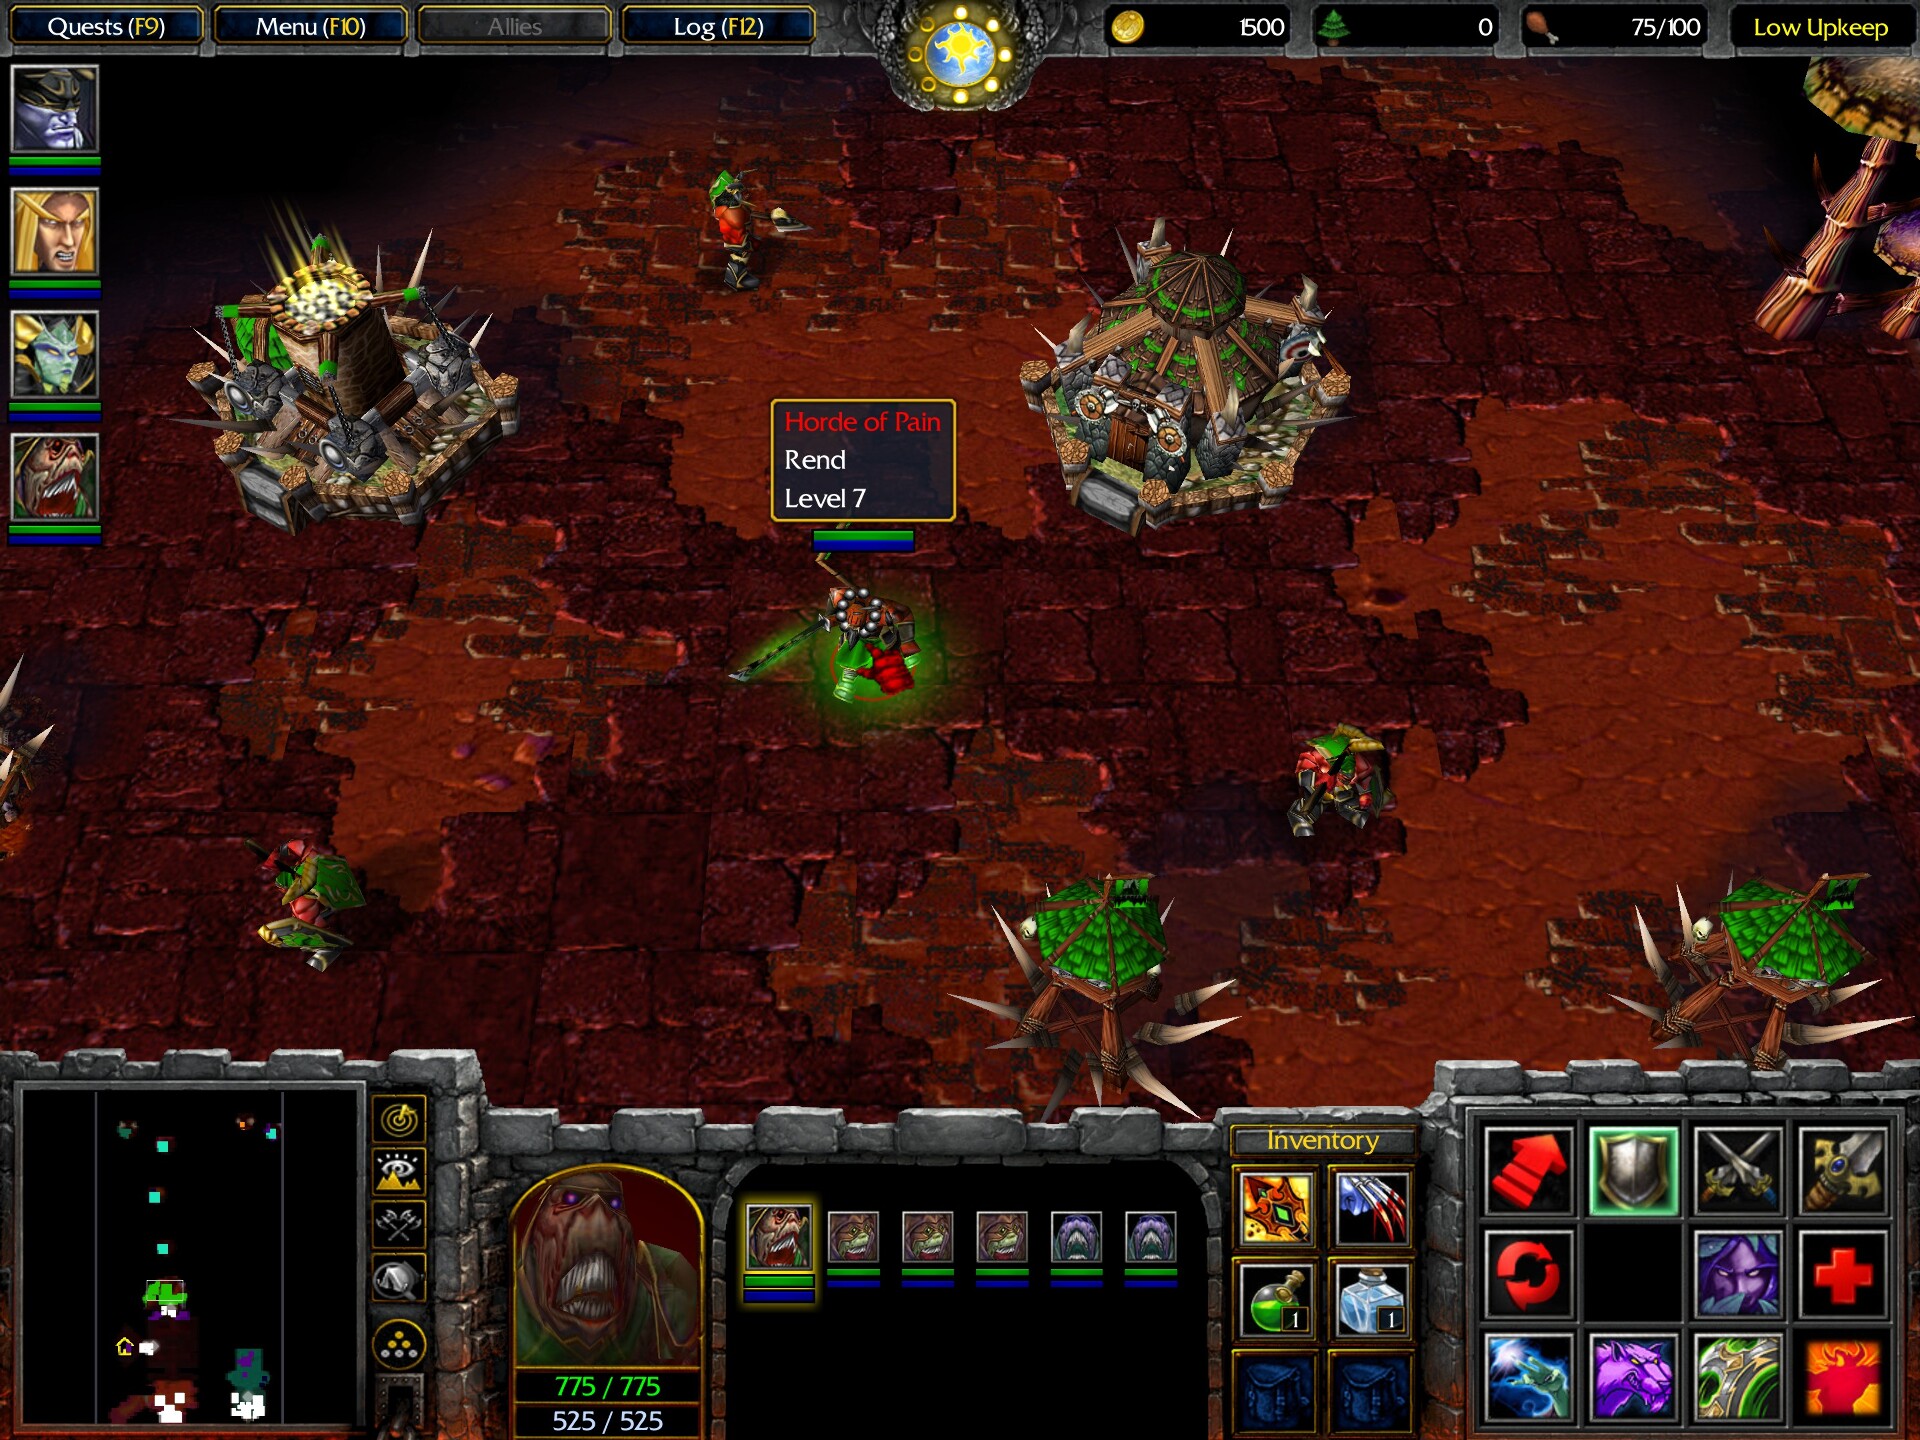 Quests (F9)
Menu (F10)
Allies
Log (F12)
1500
0
75/100
Low Upkeep
Horde of Pain
Rend
Level 7
Inventory
1
1
775 / 775
525 / 525